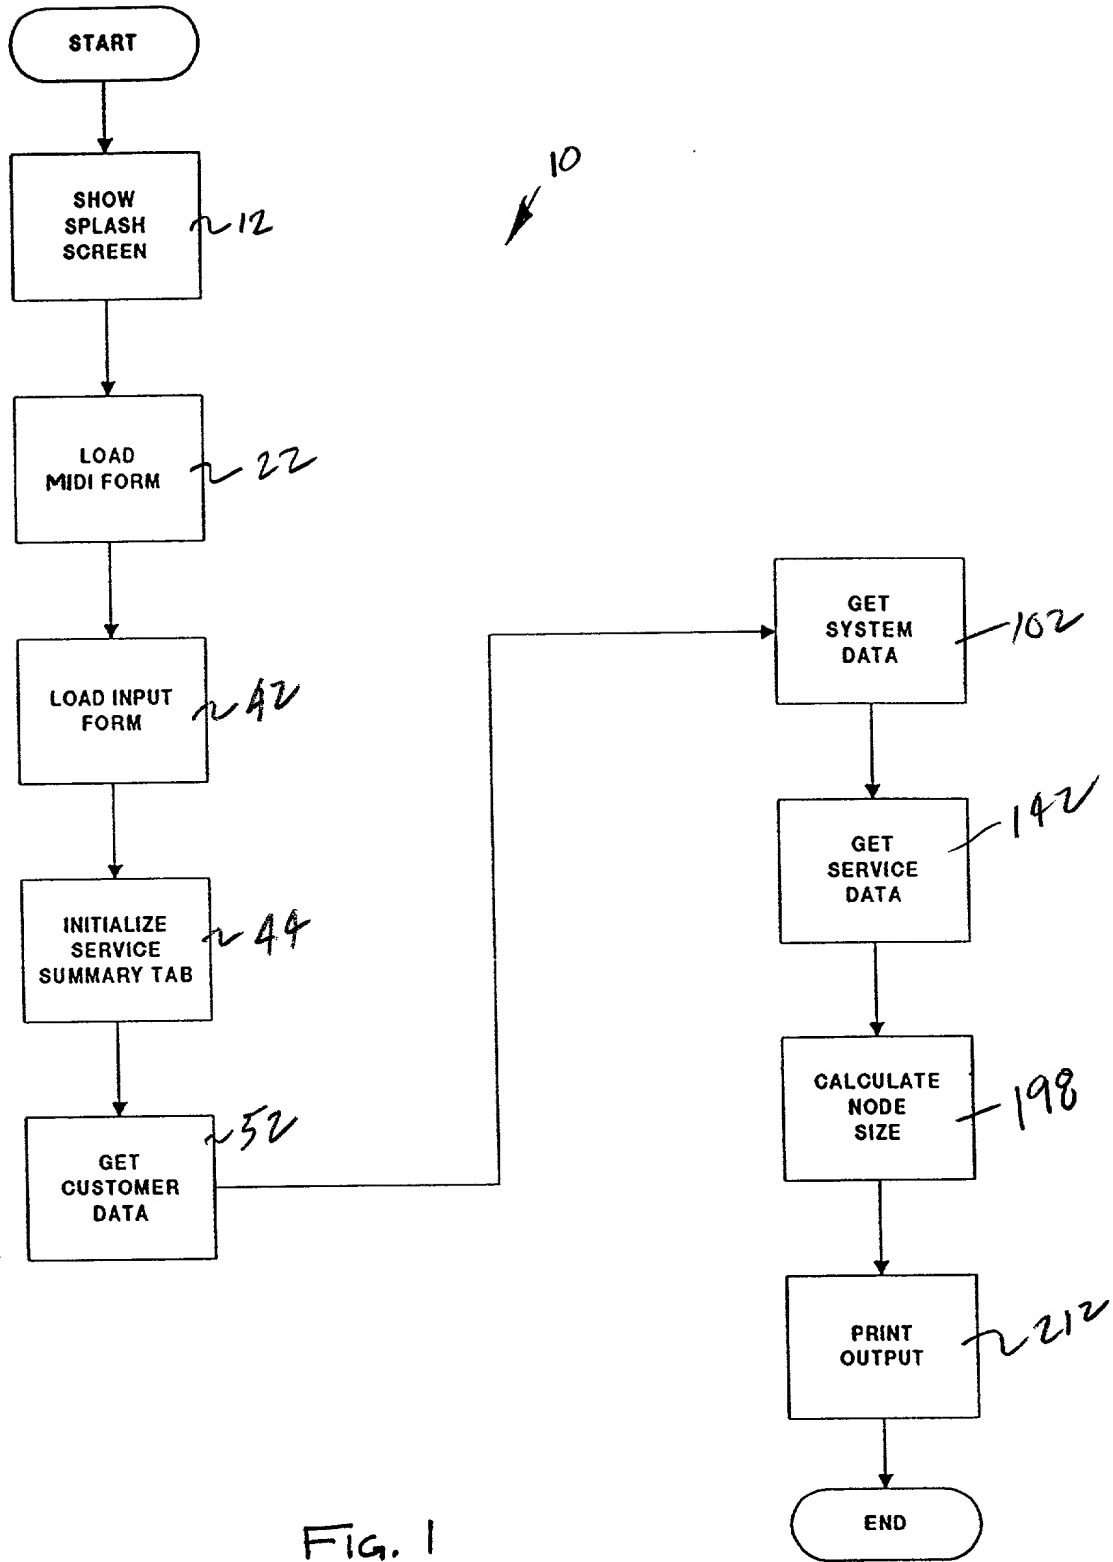 START
SHOW
SPLASH
SCREEN
12
10
LOAD
MIDI FORM
22
LOAD INPUT
FORM
42
INITIALIZE
SERVICE
SUMMARY TAB
44
GET
CUSTOMER
DATA
52
GET
SYSTEM
DATA
102
GET
SERVICE
DATA
142
CALCULATE
NODE
SIZE
198
PRINT
OUTPUT
212
END
FIG. 1